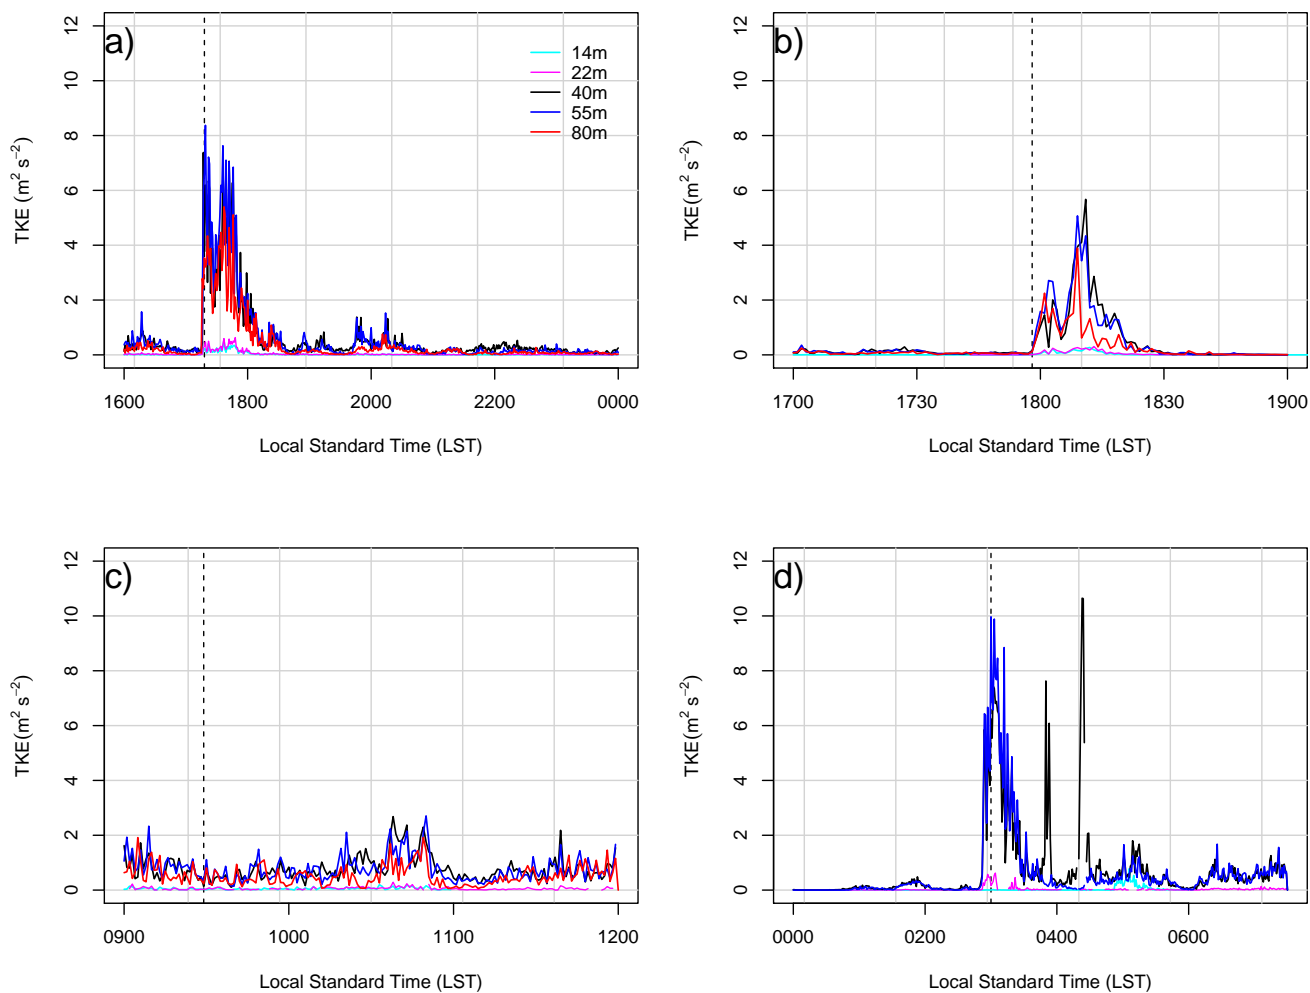 a)
14m
22m
40m
55m
80m
12
10
8
6
4
2
0
TKE (m² s⁻²)
1600 1800 2000 2200 0000
Local Standard Time (LST)
b)
12
10
8
6
4
2
0
TKE(m² s⁻²)
1700 1730 1800 1830 1900
Local Standard Time (LST)
c)
12
10
8
6
4
2
0
TKE(m² s⁻²)
0900 1000 1100 1200
Local Standard Time (LST)
d)
12
10
8
6
4
2
0
TKE(m² s⁻²)
0000 0200 0400 0600
Local Standard Time (LST)